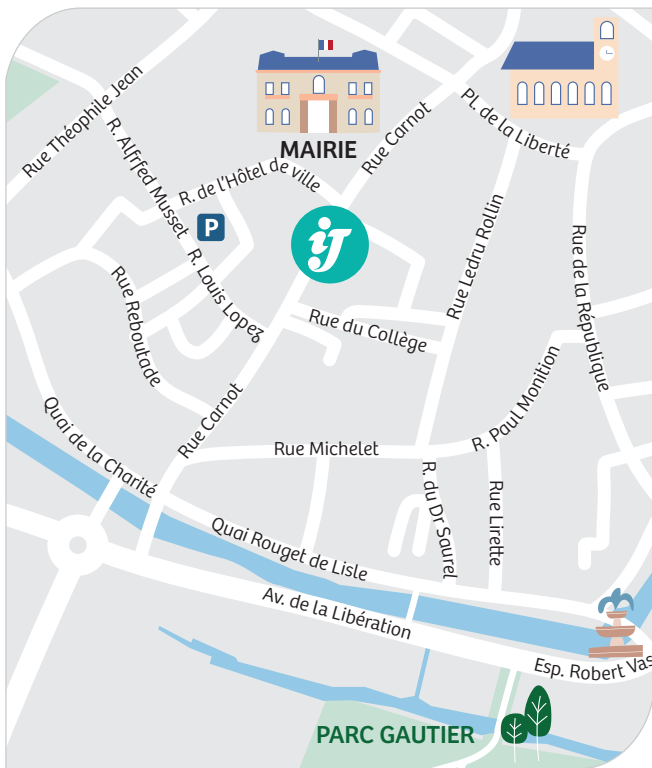 Rue Théophile Jean
R. Alfrfed Musset
MAIRIE
Rue Carnot
Pl. de la Liberté
R. de l'Hôtel de ville
P
iJ
R. Louis Lopez
Rue Ledru Rollin
Rue de la République
Rue Reboutade
Rue du Collège
R. Paul Monition
Rue Carnot
Quai de la Charité
Rue Michelet
R. du Dr Saurel
Rue Lirette
Quai Rouget de Lisle
Av. de la Libération
Esp. Robert Vas
PARC GAUTIER